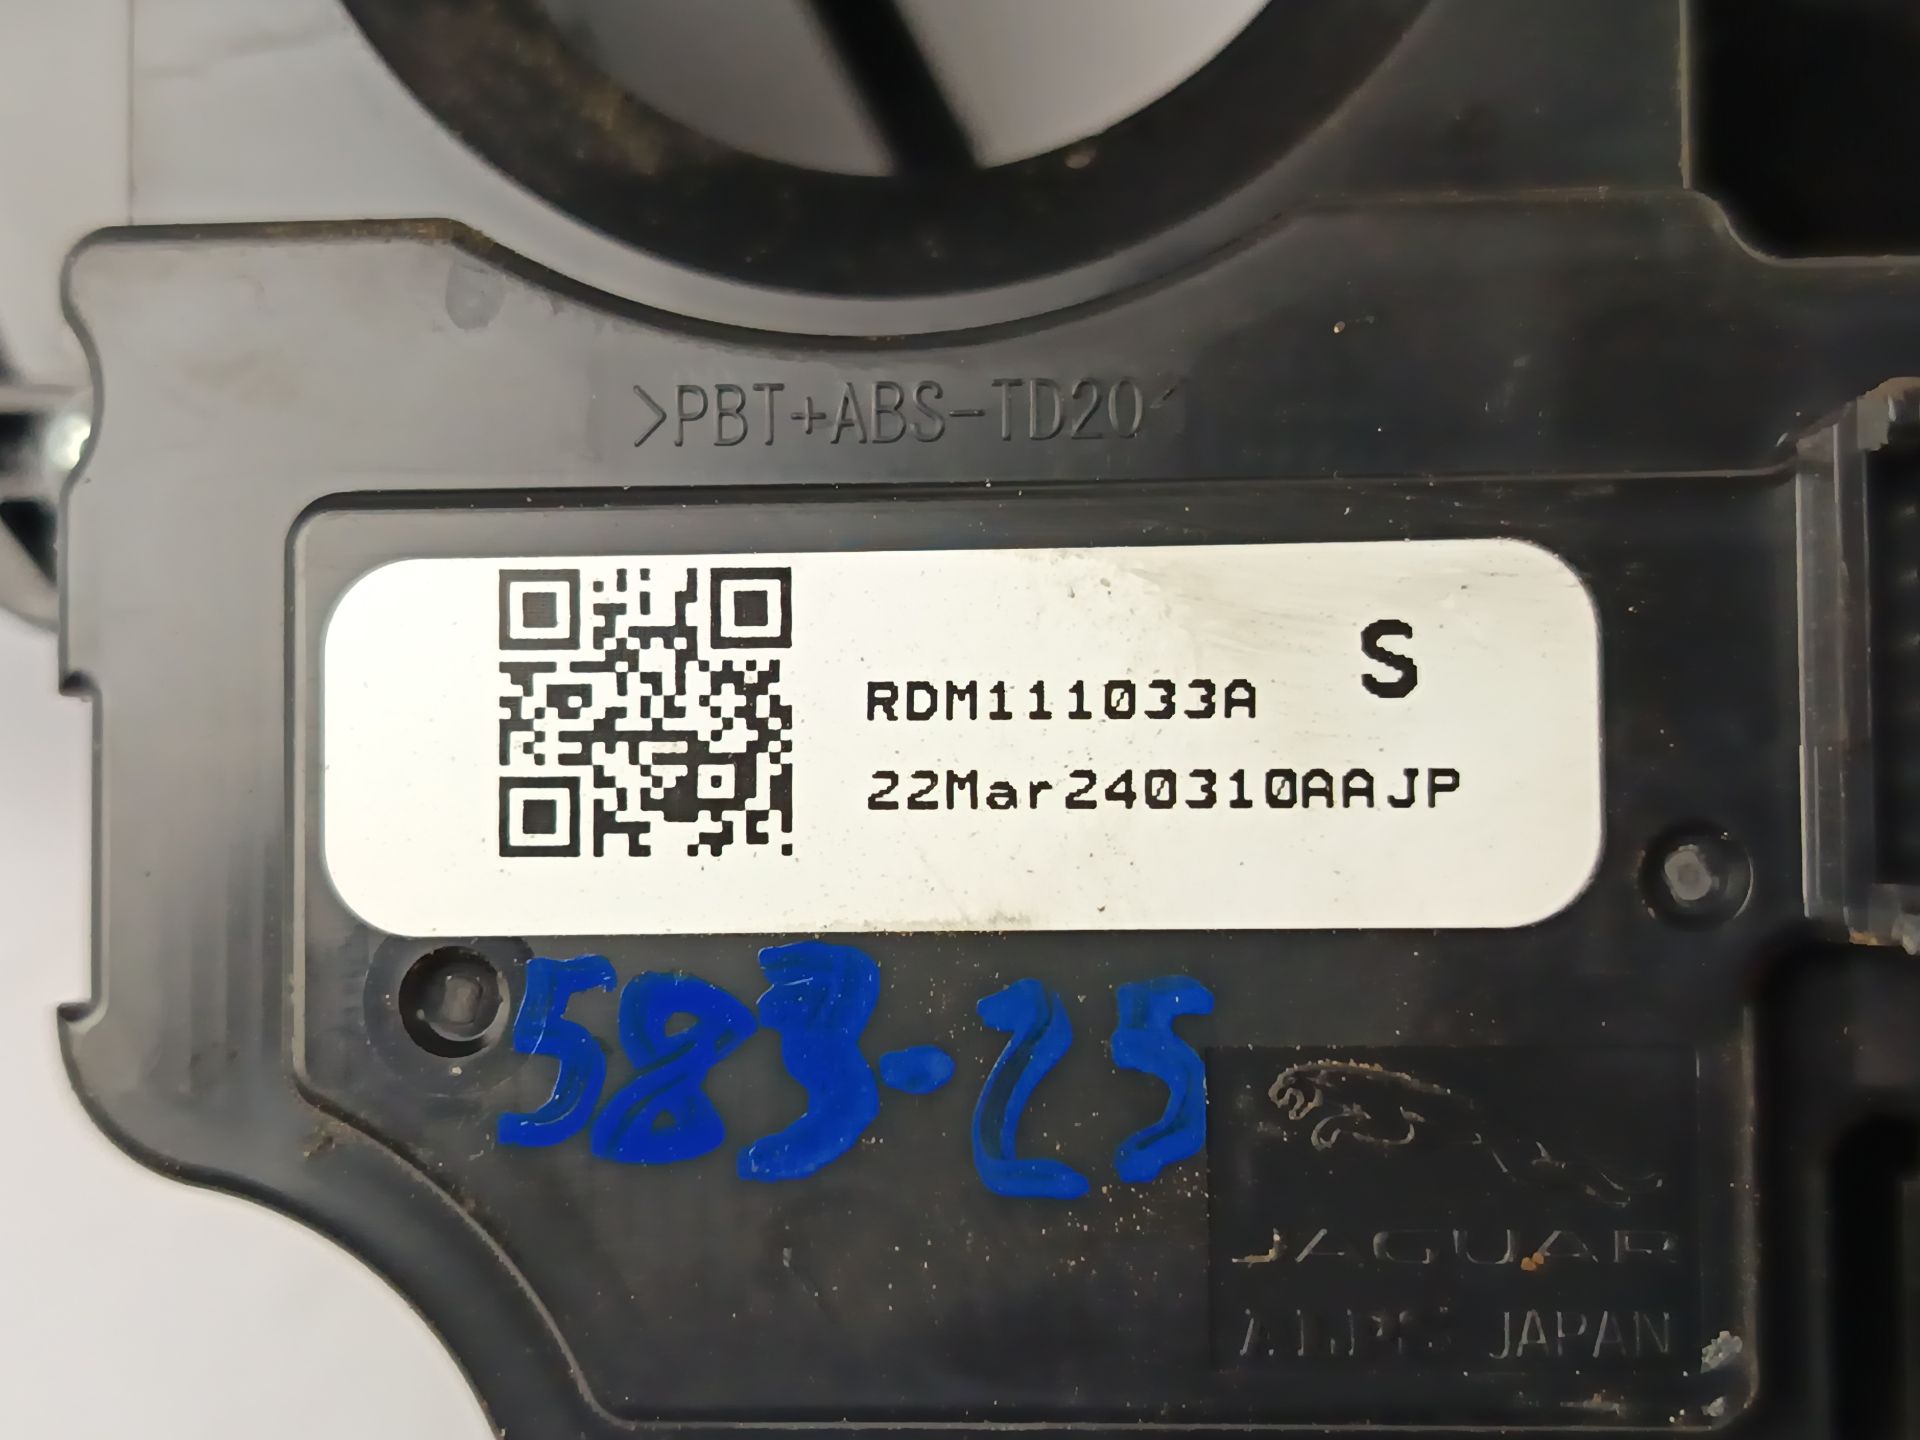 >PBT+ABS-TD20<
S
RDM111033A
22Mar240310AAJP
583-25
JAGUAR
ALPS JAPAN